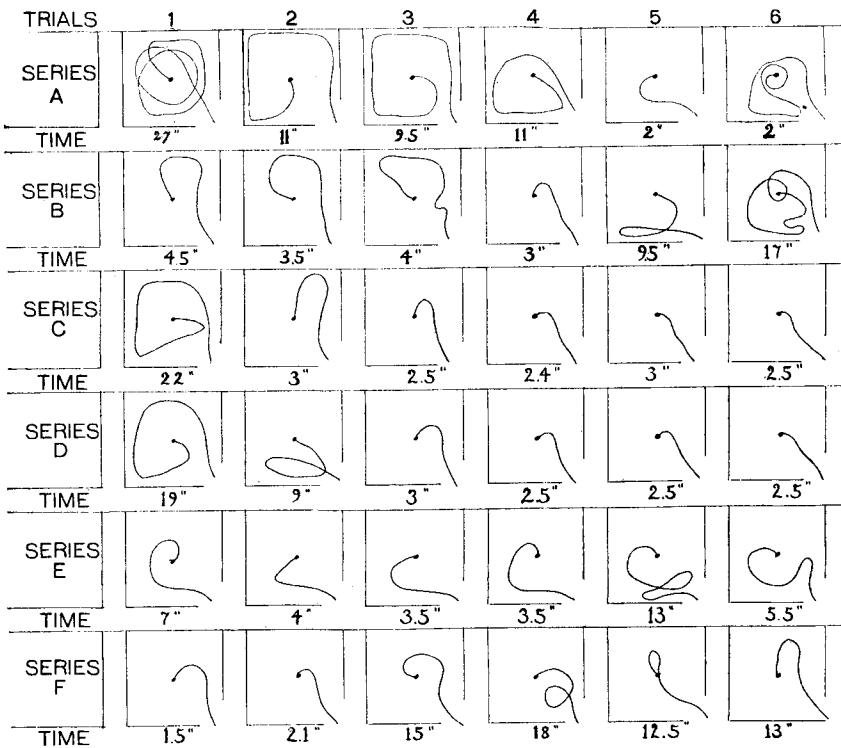 TRIALS 1 2 3 4 5 6
SERIES
A
TIME 27" 11" 9.5" 11" 2" 2"
SERIES
B
TIME 4.5" 3.5" 4" 3" 9.5" 17"
SERIES
C
TIME 22" 3" 2.5" 2.4" 3" 2.5"
SERIES
D
TIME 19" 9" 3" 2.5" 2.5" 2.5"
SERIES
E
TIME 7" 4" 3.5" 3.5" 13" 5.5"
SERIES
F
TIME 1.5" 2.1" 15" 18" 12.5" 13"